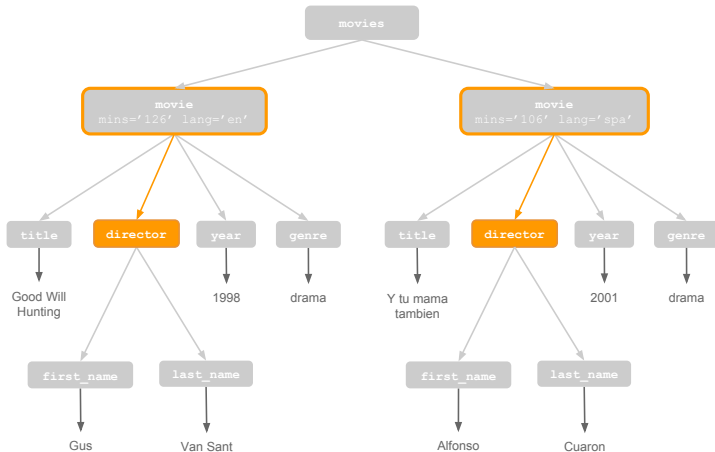 movies
movie
mins='126' lang='en'
movie
mins='106' lang='spa'
title
director
year
genre
title
director
year
genre
Good Will
Hunting
1998
drama
Y tu mama
tambien
2001
drama
first_name
last_name
first_name
last_name
Gus
Van Sant
Alfonso
Cuaron